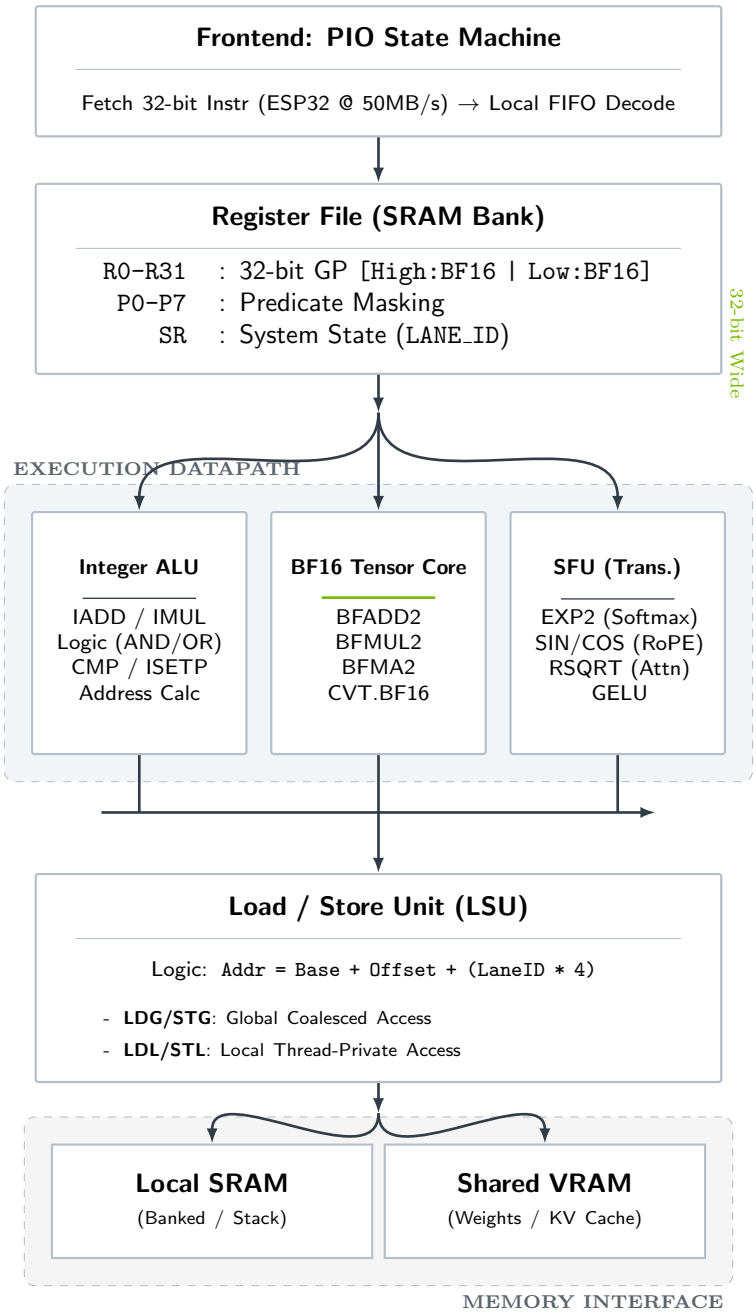 Frontend: PIO State Machine
Fetch 32-bit Instr (ESP32 @ 50MB/s) → Local FIFO Decode
Register File (SRAM Bank)
R0-R31 : 32-bit GP [High:BF16 | Low:BF16]
P0-P7 : Predicate Masking
SR : System State (LANE_ID)
32-bit Wide
EXECUTION DATAPATH
Integer ALU
IADD / IMUL
Logic (AND/OR)
CMP / ISETP
Address Calc
BF16 Tensor Core
BFADD2
BFMUL2
BFMA2
CVT.BF16
SFU (Trans.)
EXP2 (Softmax)
SIN/COS (RoPE)
RSQRT (Attn)
GELU
Load / Store Unit (LSU)
Logic: Addr = Base + Offset + (LaneID * 4)
- LDG/STG: Global Coalesced Access
- LDL/STL: Local Thread-Private Access
Local SRAM
(Banked / Stack)
Shared VRAM
(Weights / KV Cache)
MEMORY INTERFACE